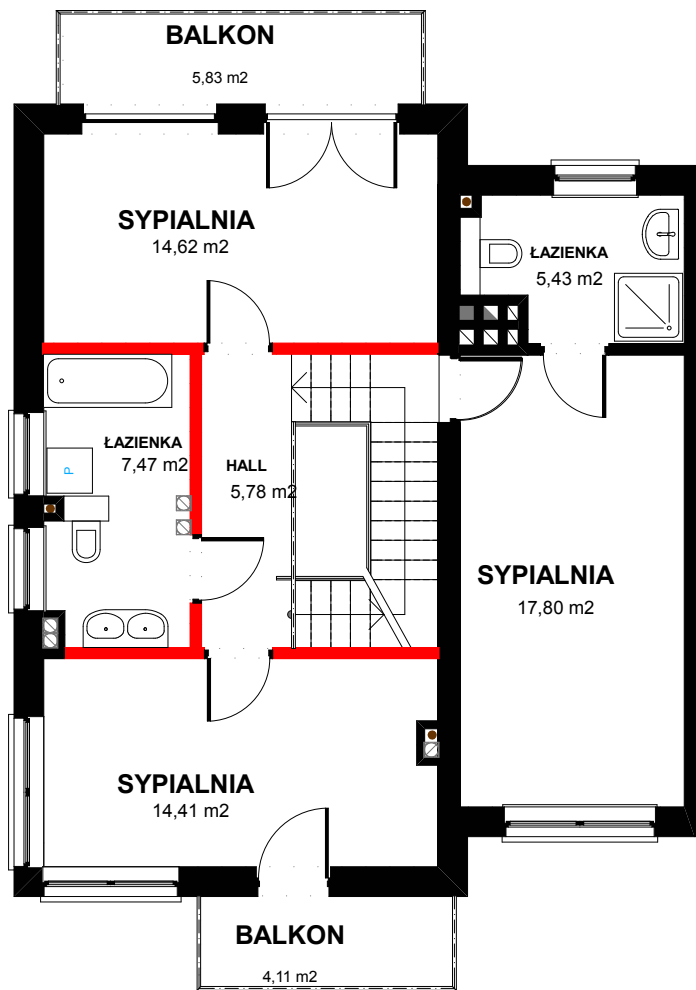 BALKON
5,83 m2
SYPIALNIA
14,62 m2
ŁAZIENKA
5,43 m2
ŁAZIENKA
7,47 m2
P
HALL
5,78 m2
SYPIALNIA
17,80 m2
SYPIALNIA
14,41 m2
BALKON
4,11 m2